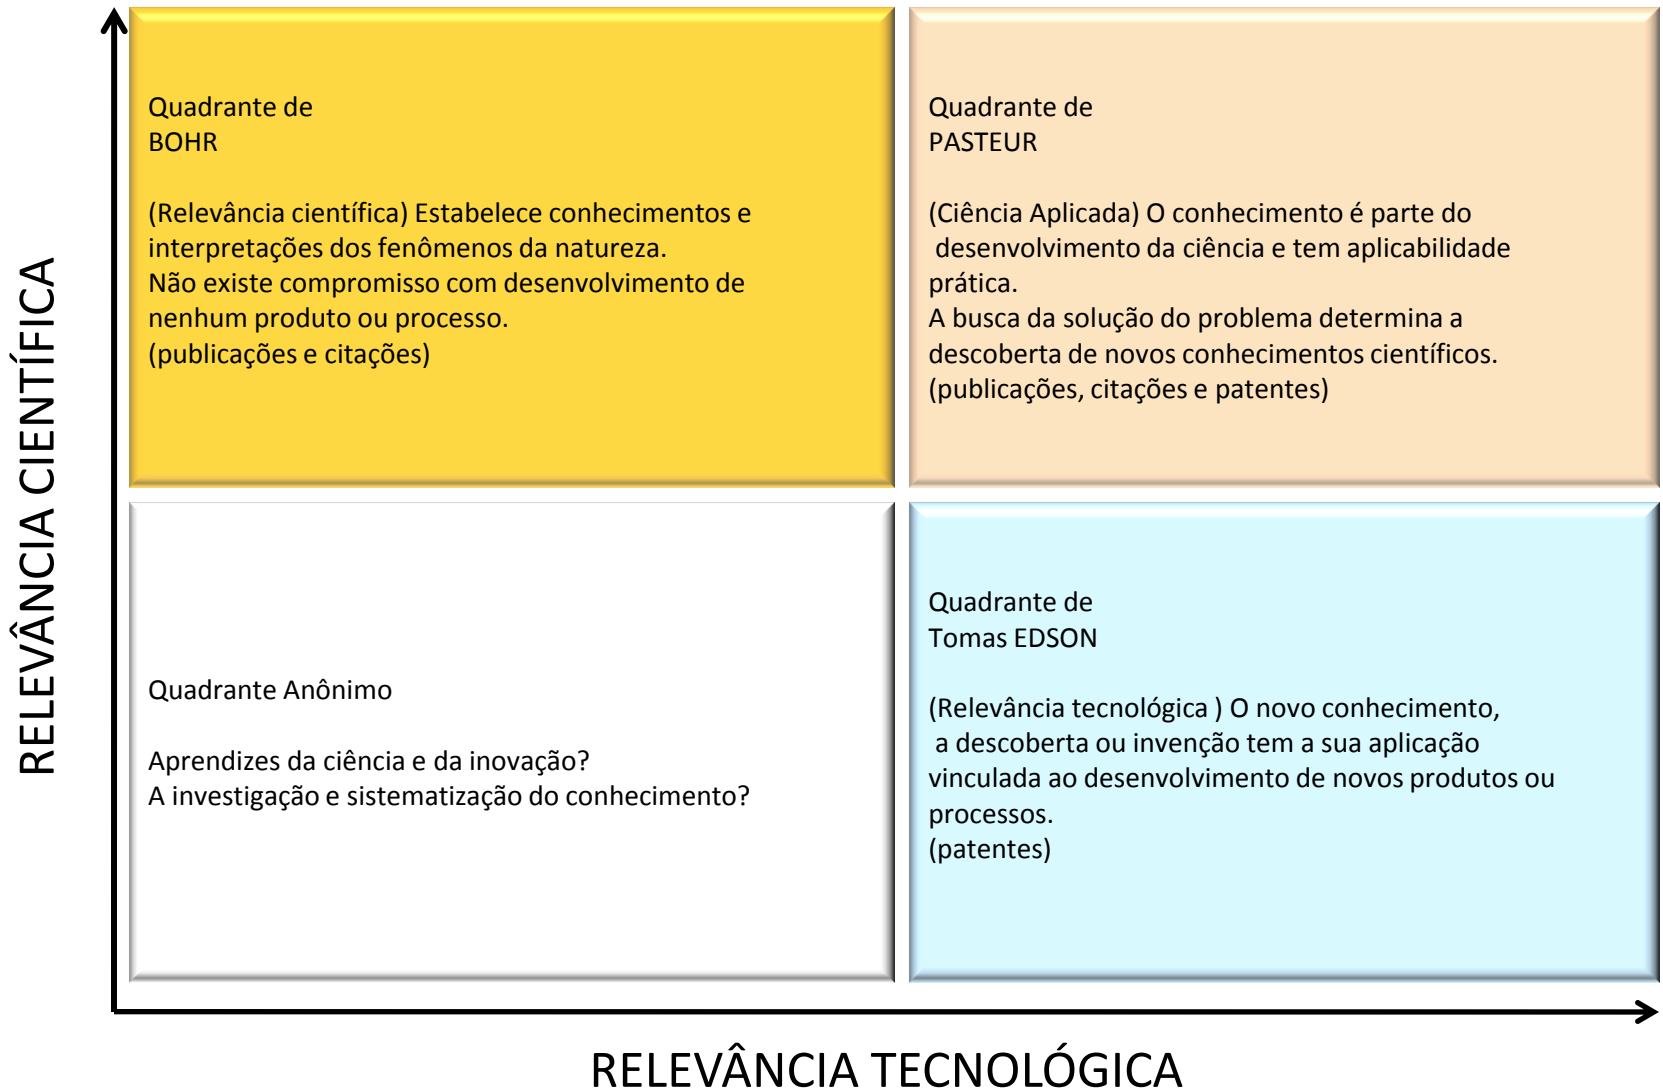 RELEVÂNCIA CIENTÍFICA
Quadrante de
BOHR
(Relevância científica) Estabelece conhecimentos e
interpretações dos fenômenos da natureza.
Não existe compromisso com desenvolvimento de
nenhum produto ou processo.
(publicações e citações)
Quadrante de
PASTEUR
(Ciência Aplicada) O conhecimento é parte do
desenvolvimento da ciência e tem aplicabilidade
prática.
A busca da solução do problema determina a
descoberta de novos conhecimentos científicos.
(publicações, citações e patentes)
Quadrante Anônimo
Aprendizes da ciência e da inovação?
A investigação e sistematização do conhecimento?
Quadrante de
Tomas EDSON
(Relevância tecnológica ) O novo conhecimento,
a descoberta ou invenção tem a sua aplicação
vinculada ao desenvolvimento de novos produtos ou
processos.
(patentes)
RELEVÂNCIA TECNOLÓGICA